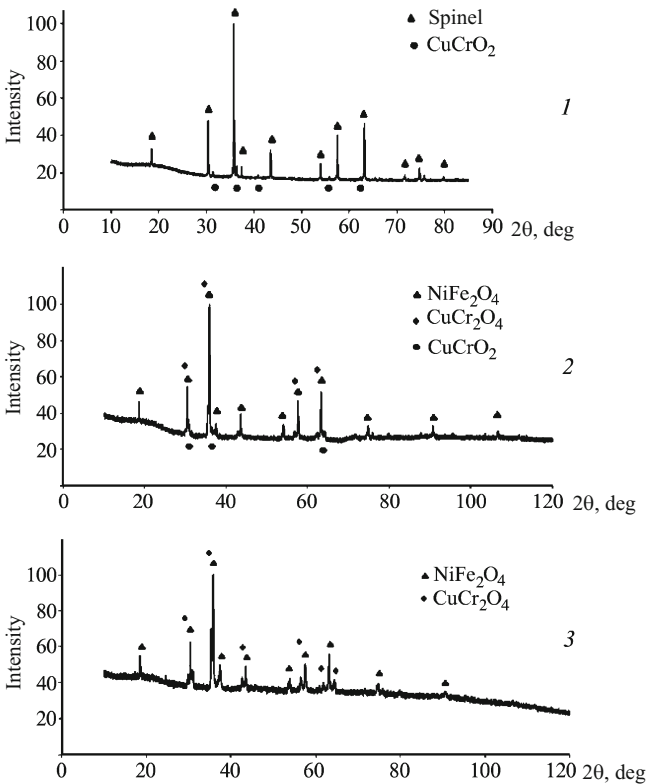 100
80
60
40
20
Intensity
▲ Spinel
● CuCrO₂
1
0 10 20 30 40 50 60 70 80 90 2θ, deg
100
80
60
40
20
Intensity
▲ NiFe₂O₄
♦ CuCr₂O₄
● CuCrO₂
2
0 20 40 60 80 100 120 2θ, deg
100
80
60
40
20
Intensity
▲ NiFe₂O₄
♦ CuCr₂O₄
3
0 20 40 60 80 100 120 2θ, deg